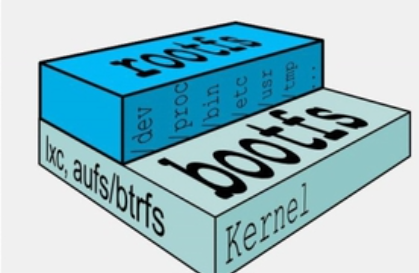 rootfs
/dev
/proc
/bin
/etc
/usr
/tmp
...
bootfs
lxc, aufs/btrfs
Kernel